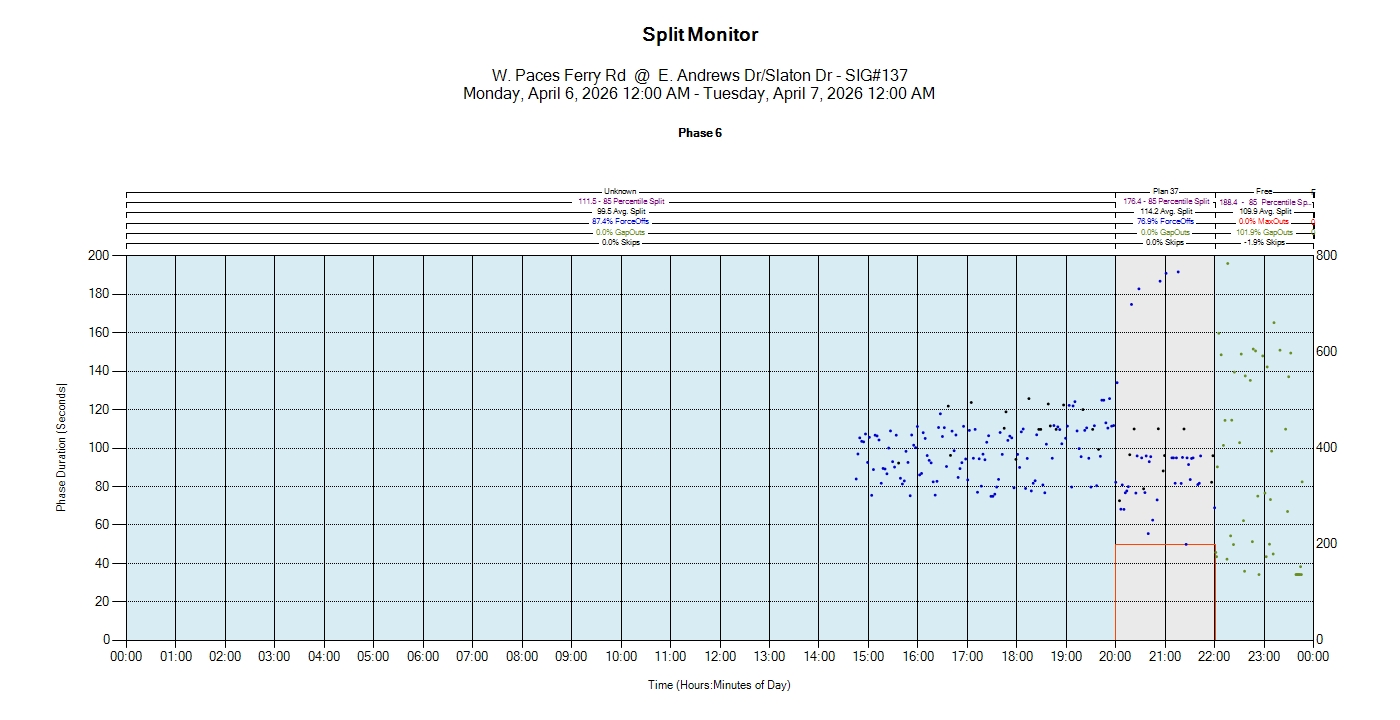 Split Monitor
W. Paces Ferry Rd @ E. Andrews Dr/Slaton Dr - SIG#137
Monday, April 6, 2026 12:00 AM - Tuesday, April 7, 2026 12:00 AM
Phase 6
Unknown Plan 37 Free
111.5 - 85 Percentile Split 176.4 - 85 Percentile Split 188.4 - 85 Percentile Sp...
99.5 Avg. Split 114.2 Avg. Split 109.9 Avg. Split
87.4% ForceOffs 76.9% ForceOffs 0.0% MaxOuts
0.0% GapOuts 0.0% GapOuts 101.9% GapOuts
0.0% Skips 0.0% Skips -1.9% Skips
200 800
180
160
140 600
120
100 400
80
60
40 200
20
0 0
Phase Duration (Seconds)
00:00 01:00 02:00 03:00 04:00 05:00 06:00 07:00 08:00 09:00 10:00 11:00 12:00 13:00 14:00 15:00 16:00 17:00 18:00 19:00 20:00 21:00 22:00 23:00 00:00
Time (Hours:Minutes of Day)